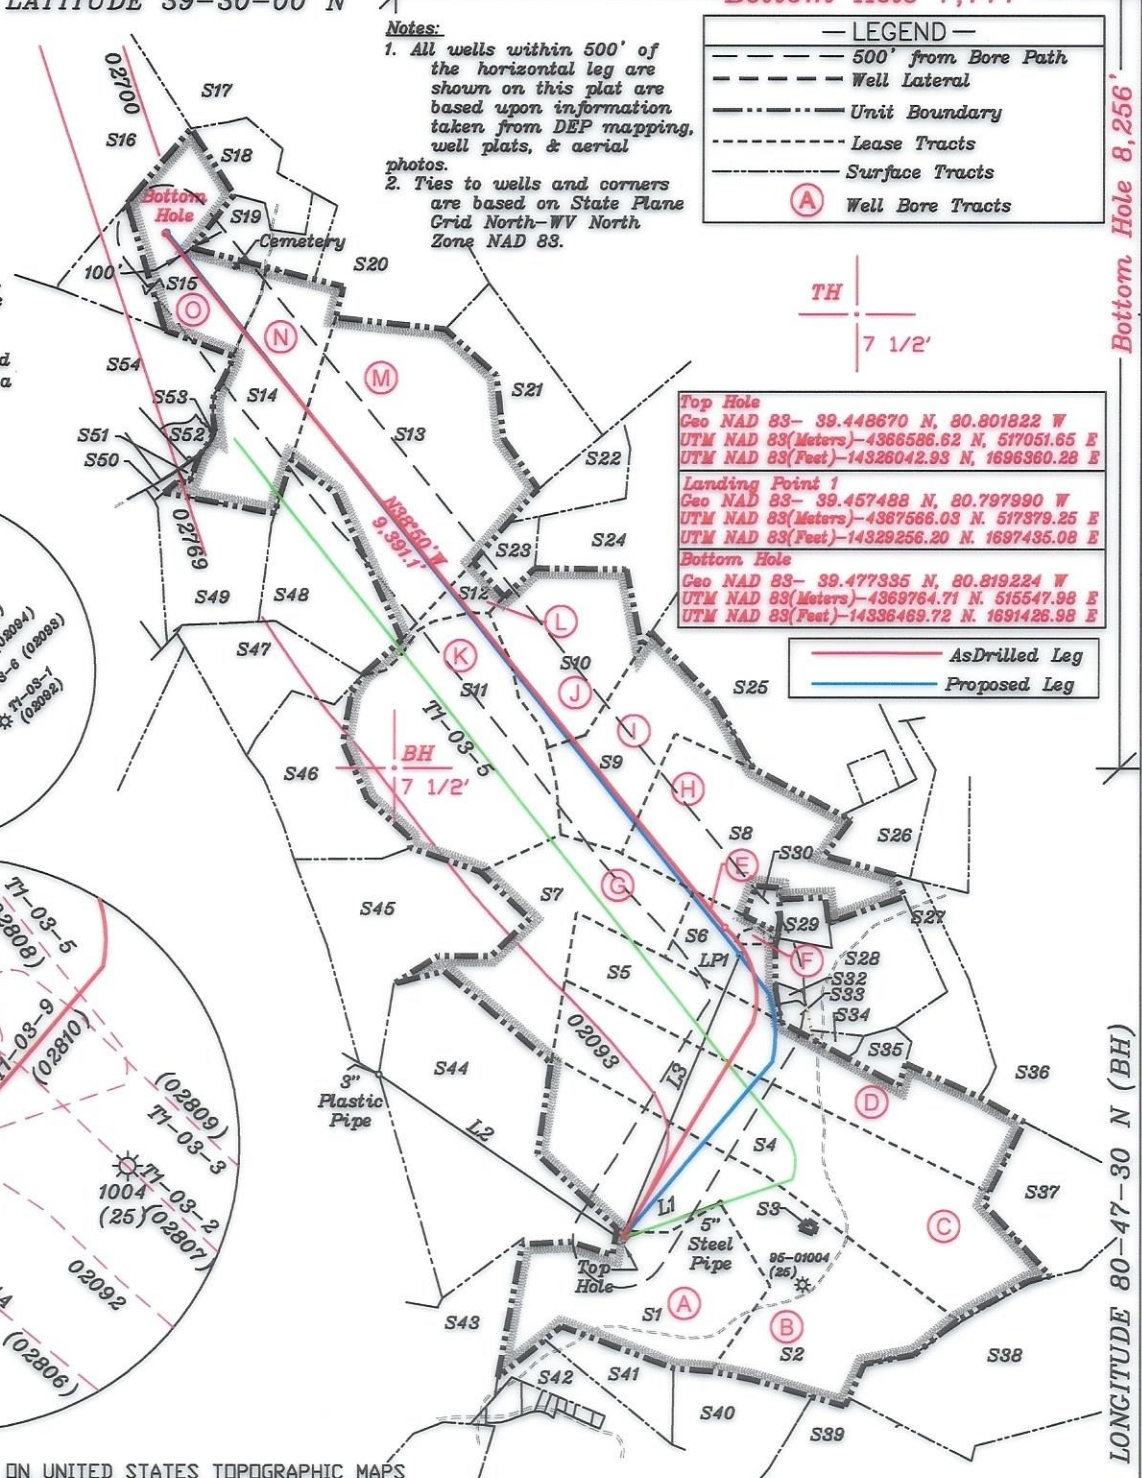 LATITUDE 39-30-00 N
Notes:
1. All wells within 500' of
the horizontal leg are
shown on this plat are
based upon information
taken from DEP mapping,
well plats, & aerial
photos.
2. Ties to wells and corners
are based on State Plane
Grid North-WV North
Zone NAD 83.
— LEGEND —
500' from Bore Path
Well Lateral
Unit Boundary
Lease Tracts
Surface Tracts
A Well Bore Tracts
Bottom Hole 8,256'
TH
7 1/2'
Top Hole
Geo NAD 83- 39.448670 N, 80.801822 W
UTM NAD 83(Meters)-4366586.62 N, 517051.65 E
UTM NAD 83(Feet)-14326042.93 N, 1696360.28 E
Landing Point 1
Geo NAD 83- 39.457488 N, 80.797990 W
UTM NAD 83(Meters)-4367566.03 N. 517379.25 E
UTM NAD 83(Feet)-14329256.20 N. 1697435.08 E
Bottom Hole
Geo NAD 83- 39.477335 N, 80.819224 W
UTM NAD 83(Meters)-4369764.71 N, 515547.98 E
UTM NAD 83(Feet)-14336469.72 N, 1691426.98 E
AsDrilled Leg
Proposed Leg
02700
S17
S16
S18
Bottom
Hole
S19
Cemetery
S20
100'
S15
O
N
M
S54
S14
S53
S21
S51
S52
S13
S50
S22
02769
N38°50'W
9,391.1'
S23
S24
S12
S49
S48
L
S47
K
S10
S11
J
S25
T1-03-5
I
BH
7 1/2'
S46
S9
H
S8
S26
S30
E
S7
G
S45
S29
S27
S6
LP1
F
S28
S5
S32
S33
S34
02093
S35
L3
S44
S36
3"
Plastic
Pipe
D
L2
S4
S37
L1
S3
C
5"
Steel
Pipe
95-01004
(25)
Top
Hole
A
S1
B
S43
S2
S38
S42
S41
S40
S39
LONGITUDE 80-47-30 N (BH)
T1-03-1
(02092)
T1-03-5
02808)
T1-03-9
(02810)
(02809)
T1-03-3
1004
(25)
T1-03-2
(02807)
02092
(02806)
ON UNITED STATES TOPOGRAPHIC MAPS